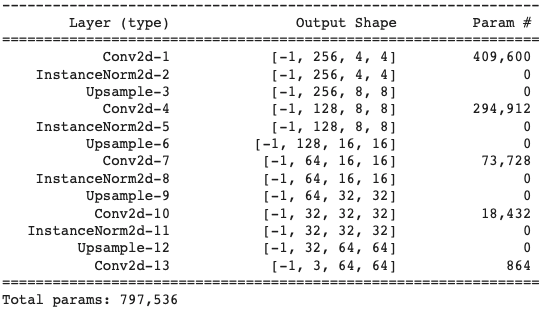 ----------------------------------------------------------------
Layer (type) Output Shape Param #
================================================================
Conv2d-1 [-1, 256, 4, 4] 409,600
InstanceNorm2d-2 [-1, 256, 4, 4] 0
Upsample-3 [-1, 256, 8, 8] 0
Conv2d-4 [-1, 128, 8, 8] 294,912
InstanceNorm2d-5 [-1, 128, 8, 8] 0
Upsample-6 [-1, 128, 16, 16] 0
Conv2d-7 [-1, 64, 16, 16] 73,728
InstanceNorm2d-8 [-1, 64, 16, 16] 0
Upsample-9 [-1, 64, 32, 32] 0
Conv2d-10 [-1, 32, 32, 32] 18,432
InstanceNorm2d-11 [-1, 32, 32, 32] 0
Upsample-12 [-1, 32, 64, 64] 0
Conv2d-13 [-1, 3, 64, 64] 864
================================================================
Total params: 797,536